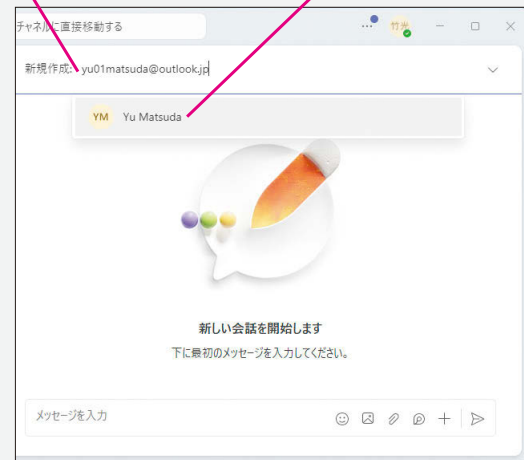 チャネルに直接移動する
竹光
新規作成: yu01matsuda@outlook.jp
YM Yu Matsuda
新しい会話を開始します
下に最初のメッセージを入力してください。
メッセージを入力